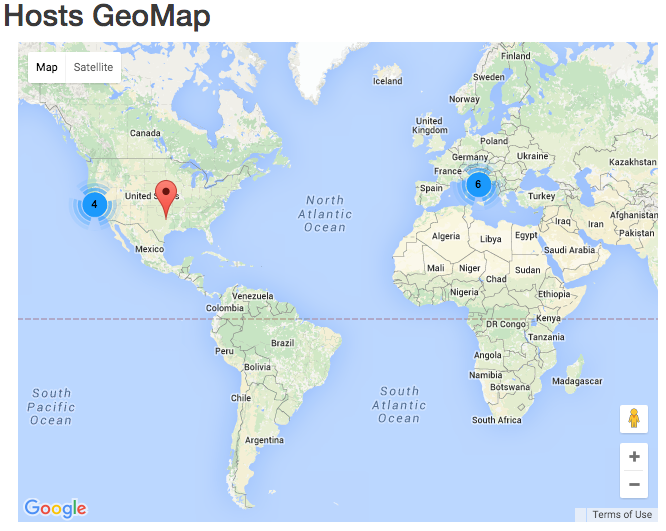 Hosts GeoMap
Map Satellite
Finland
Iceland
Sweden
Norway
Canada
United
Kingdom
Poland
Germany
Ukraine
Kazakhstan
France
6
4
United
Spain
Turkey
North
Atlantic
Ocean
Afghanistan
Iraq
Iran
Pakistan
Mexico
Algeria
Libya
Egypt
Saudi Arabia
Mali
Niger
Chad
Sudan
Venezuela
Nigeria
Ethiopia
Colombia
Kenya
DR Congo
Tanzania
Peru
Brazil
Angola
Bolivia
Namibia
Botswana
Madagascar
South
Pacific
Ocean
South
Atlantic
Ocean
Chile
South Africa
Argentina
+
−
Google
Terms of Use